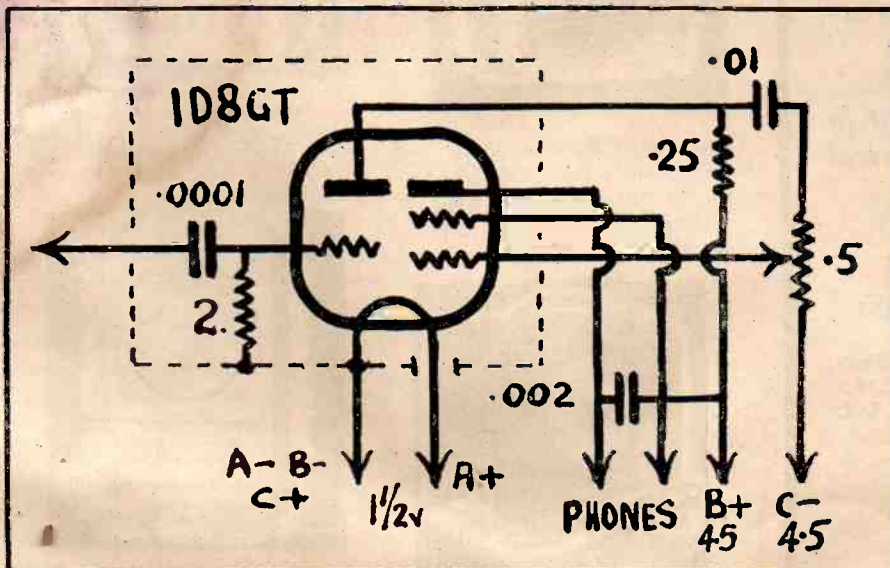 1D8GT
.01
.25
.0001
.5
2.
.002
A- B-
C+
1½v
A+
PHONES
B+
45
C-
4.5